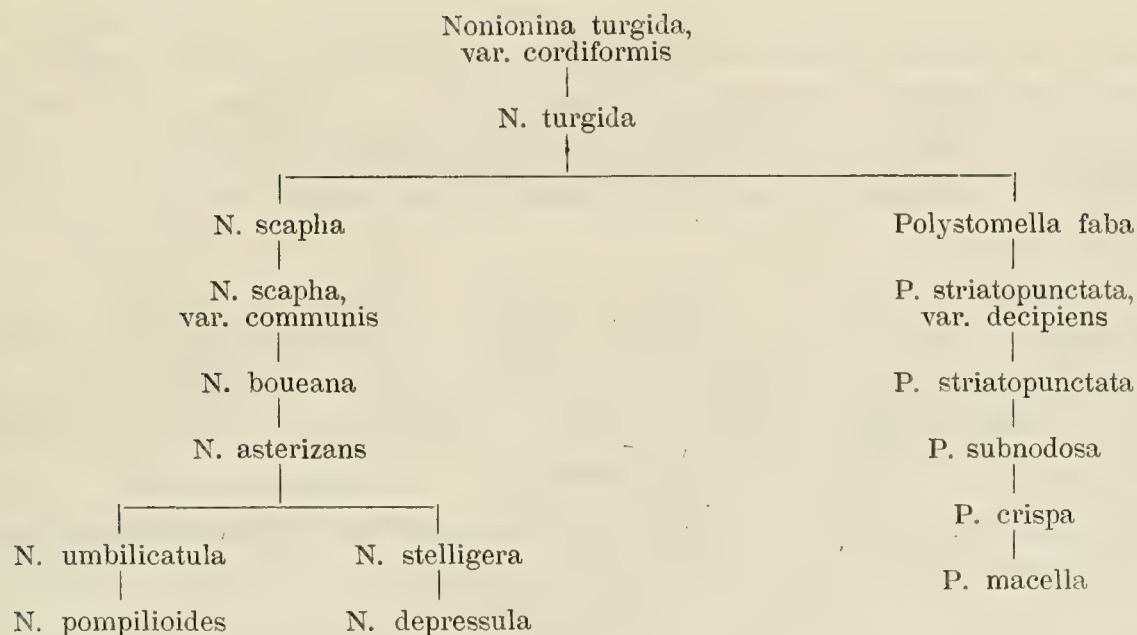 Nonionina turgida,
var. cordiformis
N. turgida
N. scapha
Polystomella faba
N. scapha,
var. communis
P. striatopunctata,
var. decipiens
N. boueana
P. striatopunctata
N. asterizans
P. subnodosa
P. crispa
N. umbilicatula
N. stelligera
P. macella
N. pompilioides
N. depressula